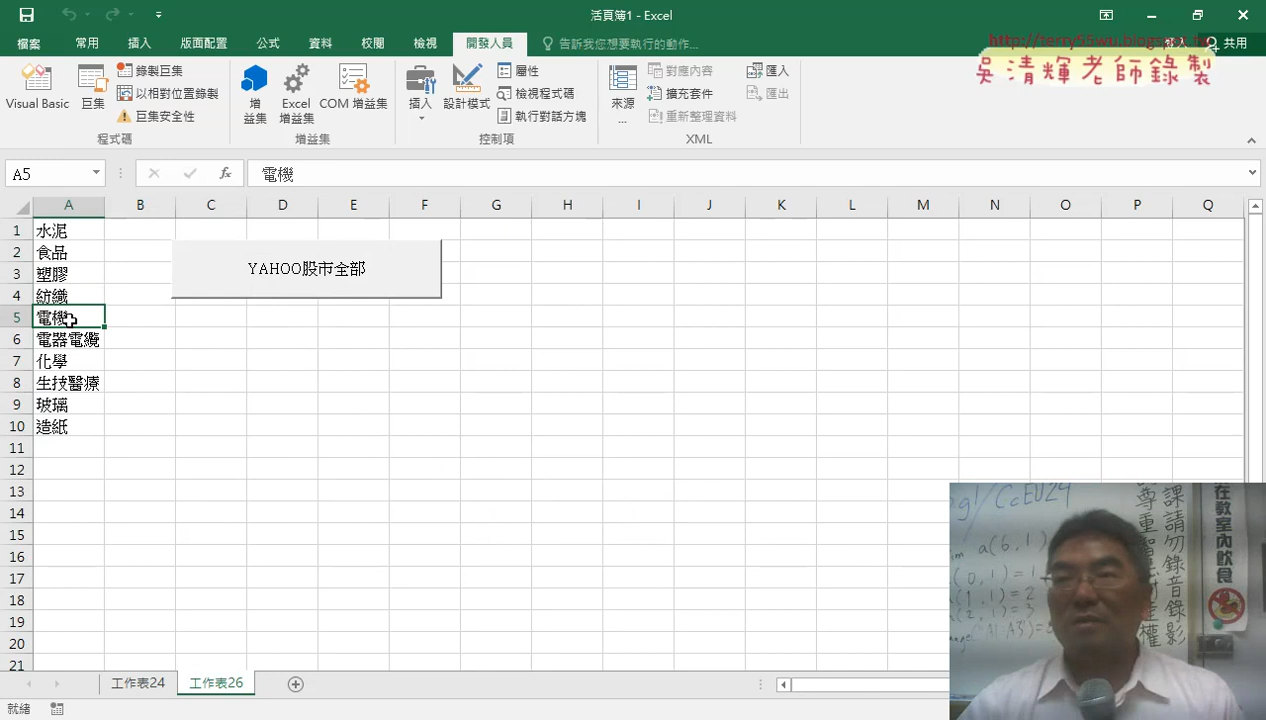 活頁簿1 - Excel
http://terry55wu.blogspot.tw
吳清輝老師錄製
檔案 常用 插入 版面配置 公式 資料 校閱 檢視 開發人員 告訴我您想要執行的動作... 共用
Visual Basic 巨集 錄製巨集 以相對位置錄製 巨集安全性
程式碼
增益集 Excel 增益集 COM 增益集
增益集
插入 設計模式 屬性 檢視程式碼 執行對話方塊
控制項
來源... 對應內容 擴充套件 重新整理資料 匯入 匯出
XML
A5 fx 電機
A B C D E F G H I J K L M N O P Q
1 水泥
2 食品
YAHOO股市全部
3 塑膠
4 紡織
5 電機
6 電器電纜
7 化學
8 生技醫療
9 玻璃
10 造紙
11
12
13
14
15
16
17
18
19
20
21
工作表24 工作表26
就緒
課請勿錄音錄影
在教室內飲食